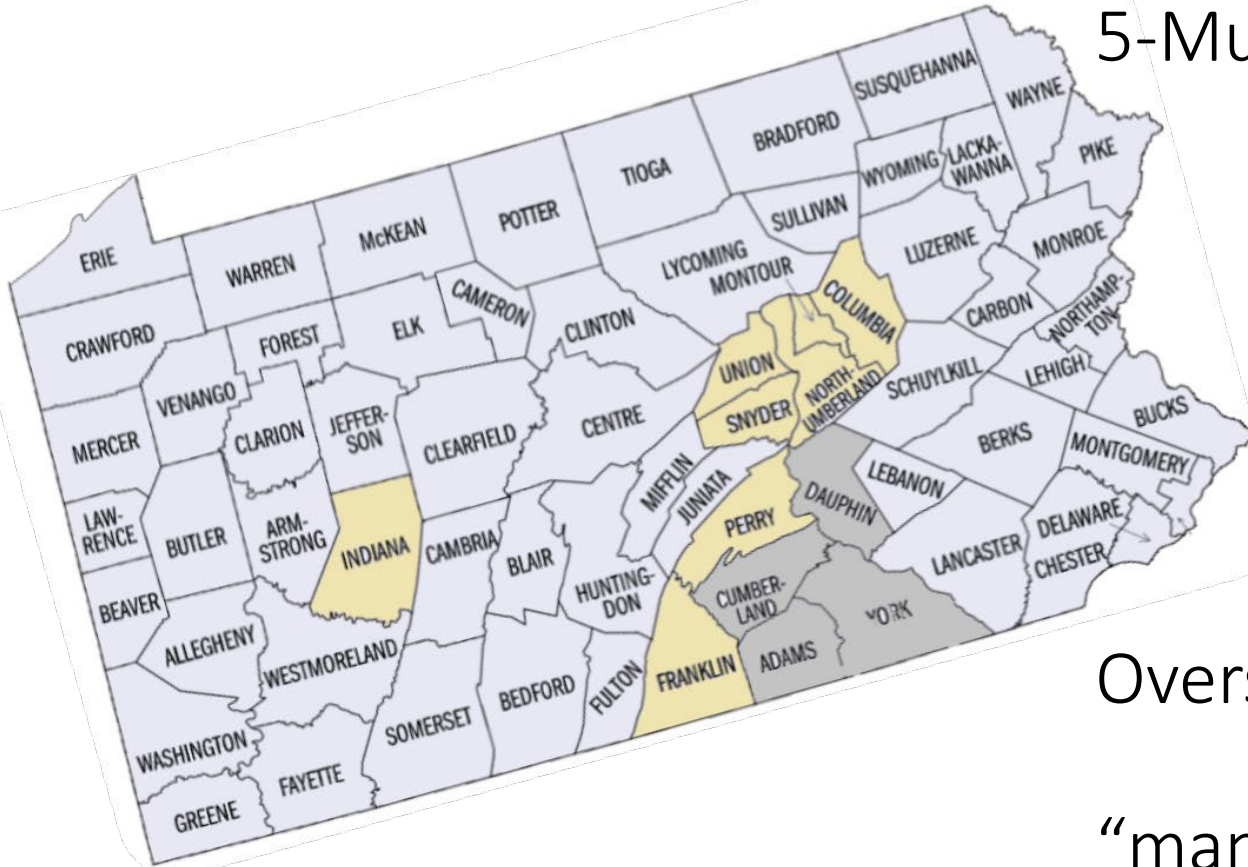 5-Mu
SUSQUEHANNA
WAYNE
BRADFORD
TIOGA
PIKE
WYOMING
LACKA-
WANNA
POTTER
SULLIVAN
McKEAN
ERIE
WARREN
LYCOMING
LUZERNE
MONROE
MONTOUR
CAMERON
COLUMBIA
CARBON
NORTHAMP-
TON
CRAWFORD
FOREST
ELK
CLINTON
UNION
SCHUYLKILL
LEHIGH
VENANGO
NORTH-
UMBERLAND
SNYDER
BUCKS
MERCER
CLARION
JEFFER-
SON
CLEARFIELD
CENTRE
BERKS
MONTGOMERY
MIFFLIN
JUNIATA
LEBANON
DAUPHIN
LAW-
RENCE
BUTLER
ARM-
STRONG
PERRY
DELAWARE
INDIANA
CAMBRIA
BLAIR
LANCASTER
CHESTER
BEAVER
HUNTING-
DON
CUMBER-
LAND
YORK
ALLEGHENY
WESTMORELAND
ADAMS
FRANKLIN
BEDFORD
FULTON
Overs
SOMERSET
WASHINGTON
FAYETTE
GREENE
“mar